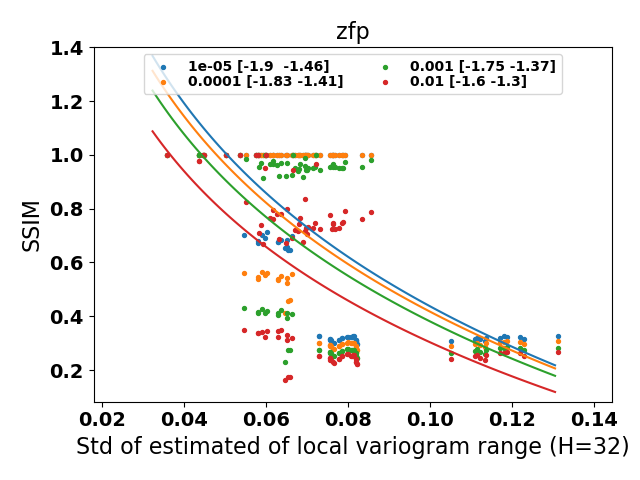 zfp
1e-05 [-1.9  -1.46]
0.0001 [-1.83 -1.41]
0.001 [-1.75 -1.37]
0.01 [-1.6 -1.3]
SSIM
1.4
1.2
1.0
0.8
0.6
0.4
0.2
0.02 0.04 0.06 0.08 0.10 0.12 0.14
Std of estimated of local variogram range (H=32)